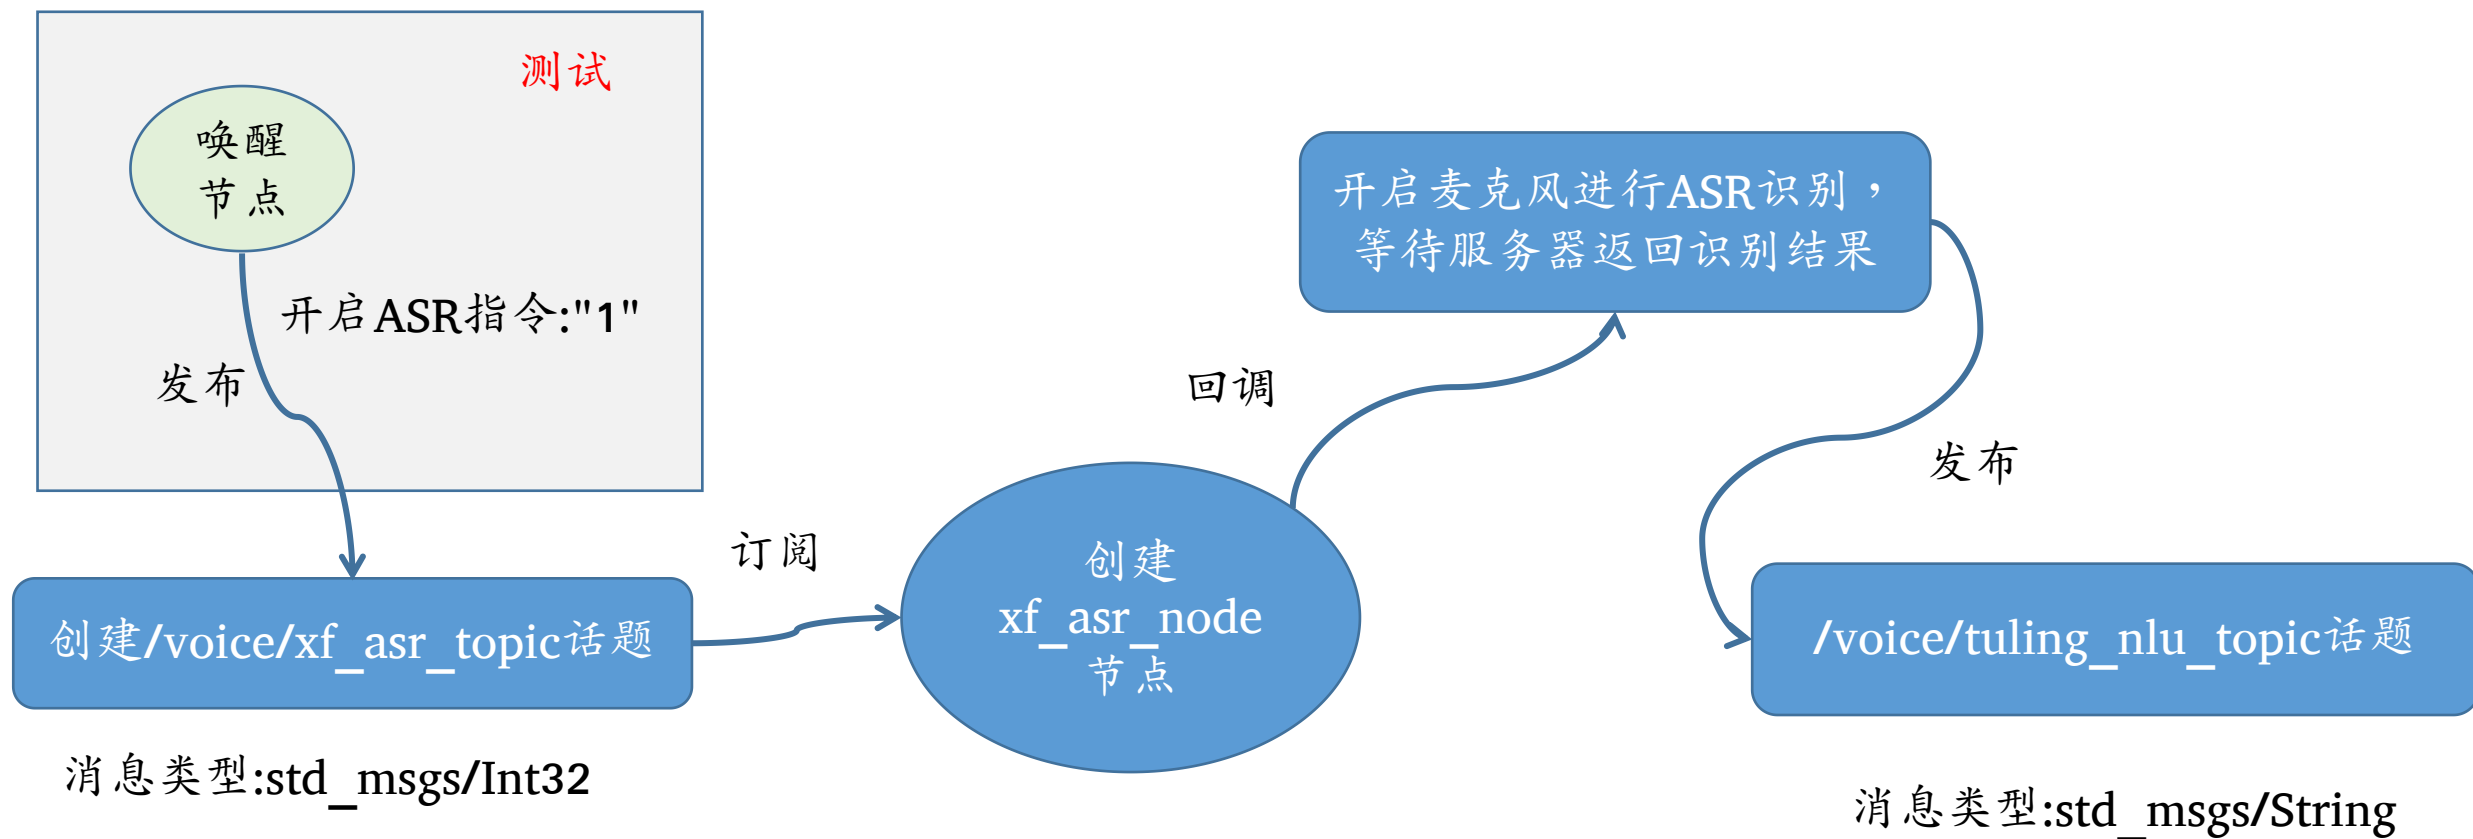 测试
唤醒
节点
开启ASR指令:"1"
发布
创建/voice/xf_asr_topic话题
消息类型:std_msgs/Int32
订阅
创建
xf_asr_node
节点
回调
开启麦克风进行ASR识别，
等待服务器返回识别结果
发布
/voice/tuling_nlu_topic话题
消息类型:std_msgs/String